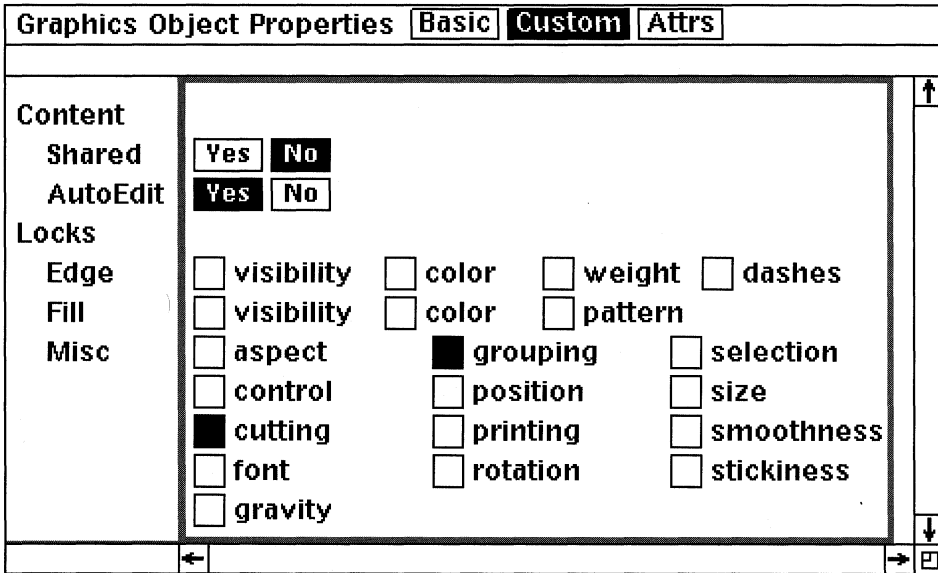 Graphics Object Properties Basic Custom Attrs
Content
Shared Yes No
AutoEdit Yes No
Locks
Edge visibility color weight dashes
Fill visibility color pattern
Misc aspect grouping selection
control position size
cutting printing smoothness
font rotation stickiness
gravity